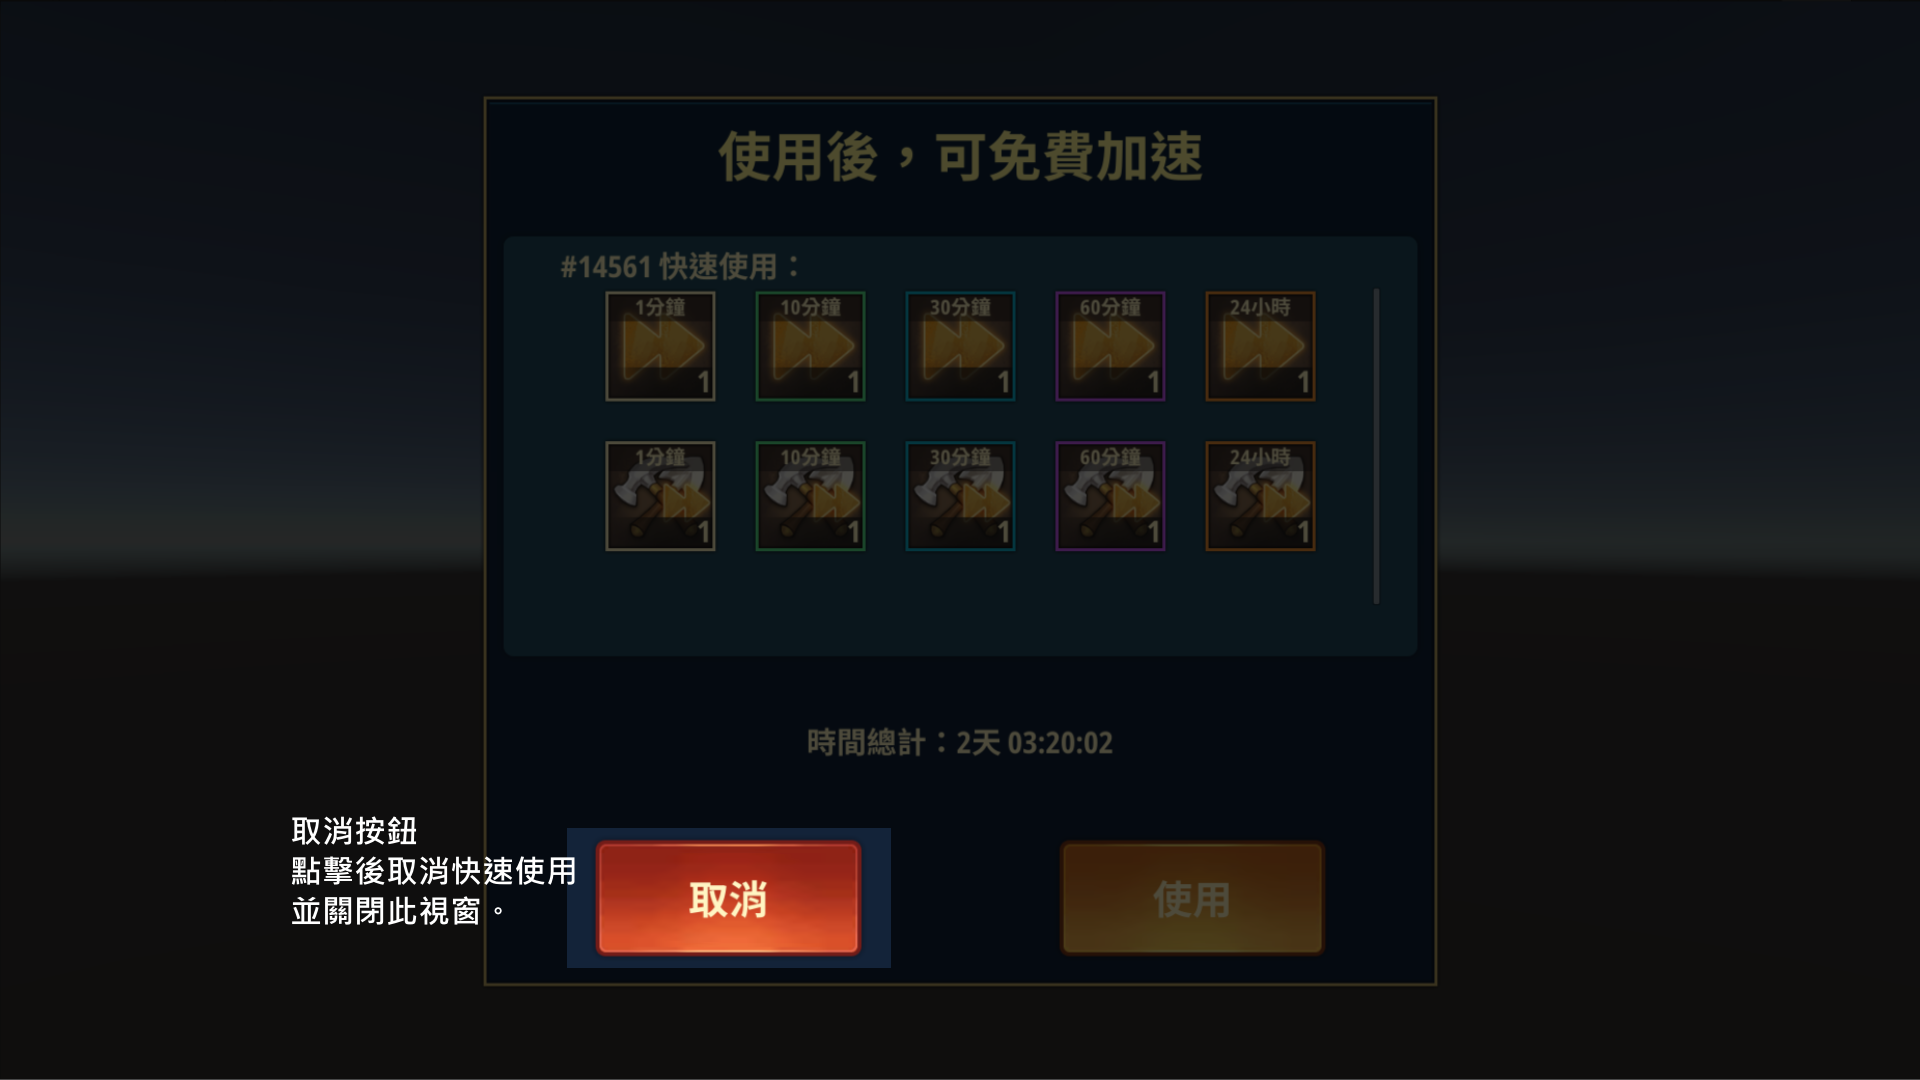 使用後，可免費加速
#14561 快速使用：
1分鐘 10分鐘 30分鐘 60分鐘 24小時
1 1 1 1 1
1分鐘 10分鐘 30分鐘 60分鐘 24小時
1 1 1 1 1
時間總計：2天 03:20:02
取消按鈕
點擊後取消快速使用
並關閉此視窗。
取消 使用